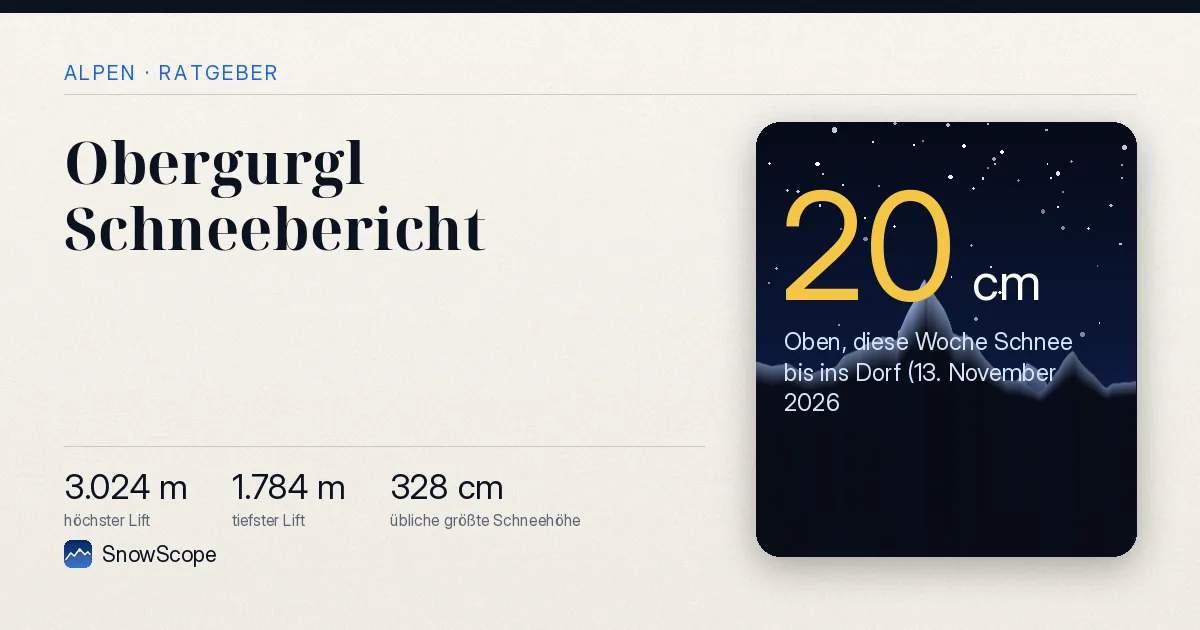 ALPEN · RATGEBER
Obergurgl
Schneebericht
20 cm
Oben, diese Woche Schnee
bis ins Dorf (13. November
2026
3.024 m
höchster Lift
1.784 m
tiefster Lift
328 cm
übliche größte Schneehöhe
SnowScope